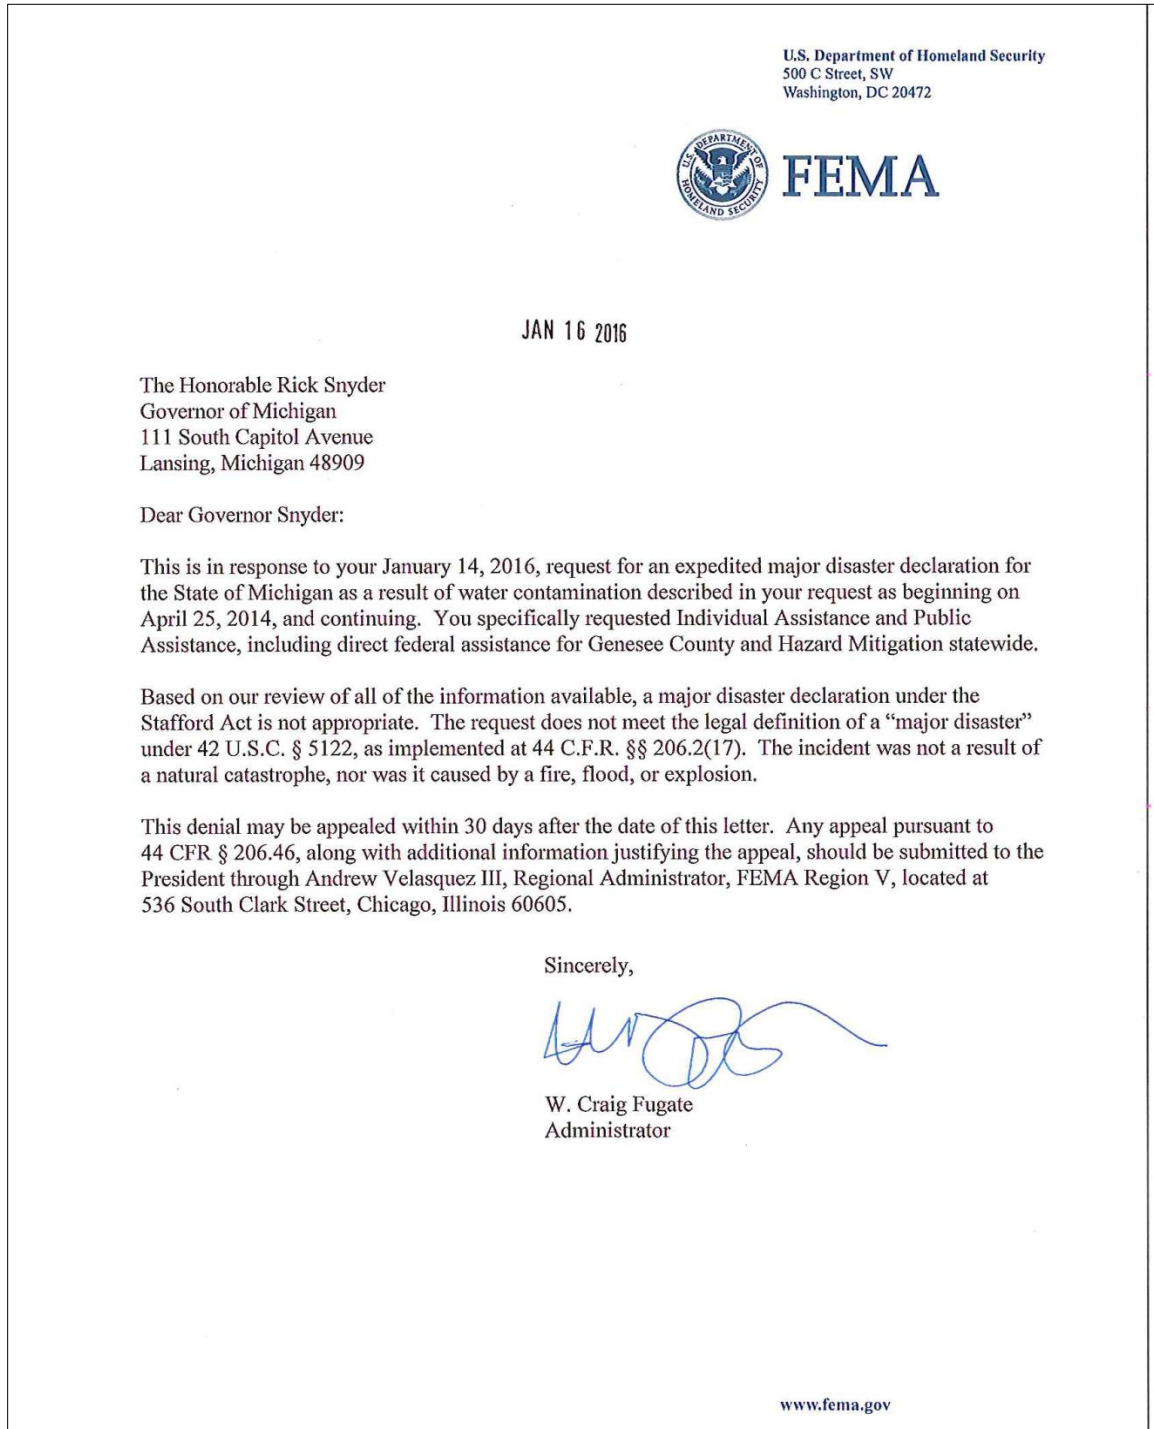 U.S. Department of Homeland Security
500 C Street, SW
Washington, DC 20472
U.S. DEPARTMENT OF HOMELAND SECURITY
FEMA
JAN 16 2016
The Honorable Rick Snyder
Governor of Michigan
111 South Capitol Avenue
Lansing, Michigan 48909
Dear Governor Snyder:
This is in response to your January 14, 2016, request for an expedited major disaster declaration for
the State of Michigan as a result of water contamination described in your request as beginning on
April 25, 2014, and continuing. You specifically requested Individual Assistance and Public
Assistance, including direct federal assistance for Genesee County and Hazard Mitigation statewide.
Based on our review of all of the information available, a major disaster declaration under the
Stafford Act is not appropriate. The request does not meet the legal definition of a “major disaster”
under 42 U.S.C. § 5122, as implemented at 44 C.F.R. §§ 206.2(17). The incident was not a result of
a natural catastrophe, nor was it caused by a fire, flood, or explosion.
This denial may be appealed within 30 days after the date of this letter. Any appeal pursuant to
44 CFR § 206.46, along with additional information justifying the appeal, should be submitted to the
President through Andrew Velasquez III, Regional Administrator, FEMA Region V, located at
536 South Clark Street, Chicago, Illinois 60605.
Sincerely,
W. Craig Fugate
Administrator
www.fema.gov